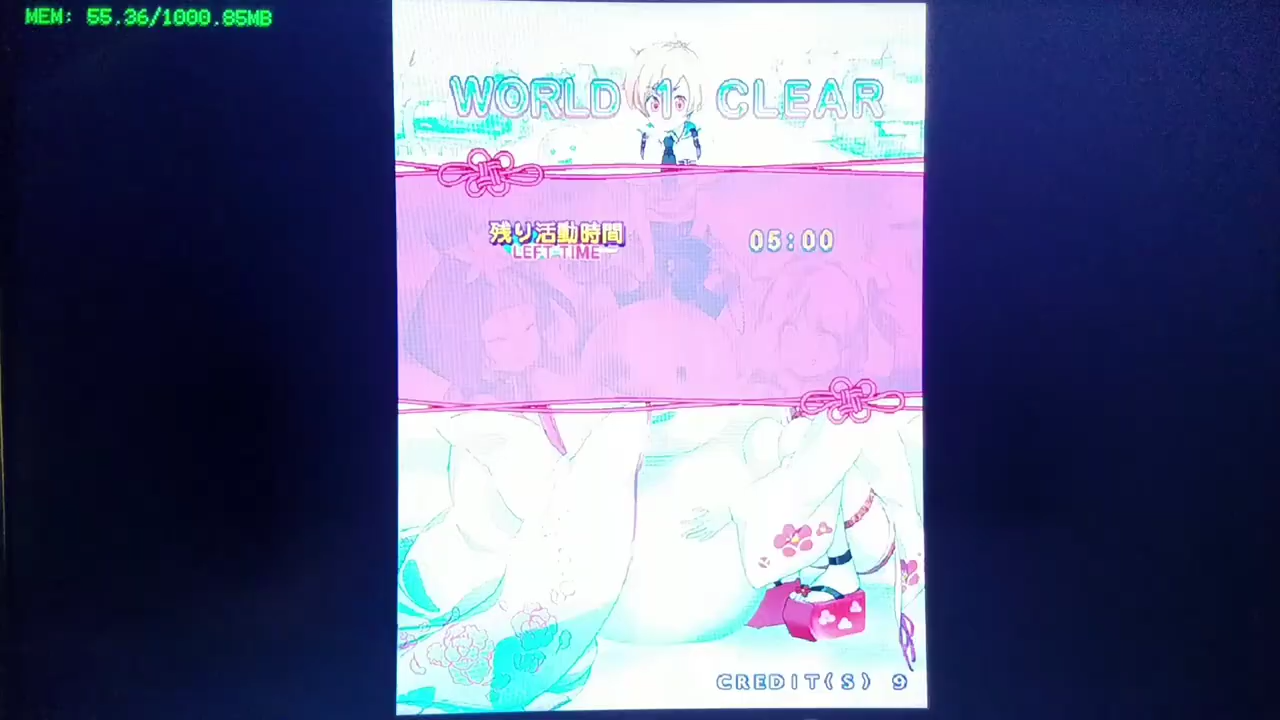 MEM: 55.36/1000.85MB
WORLD 1 CLEAR
残り活動時間 05:00
LEFT TIME
CREDIT(S) 9